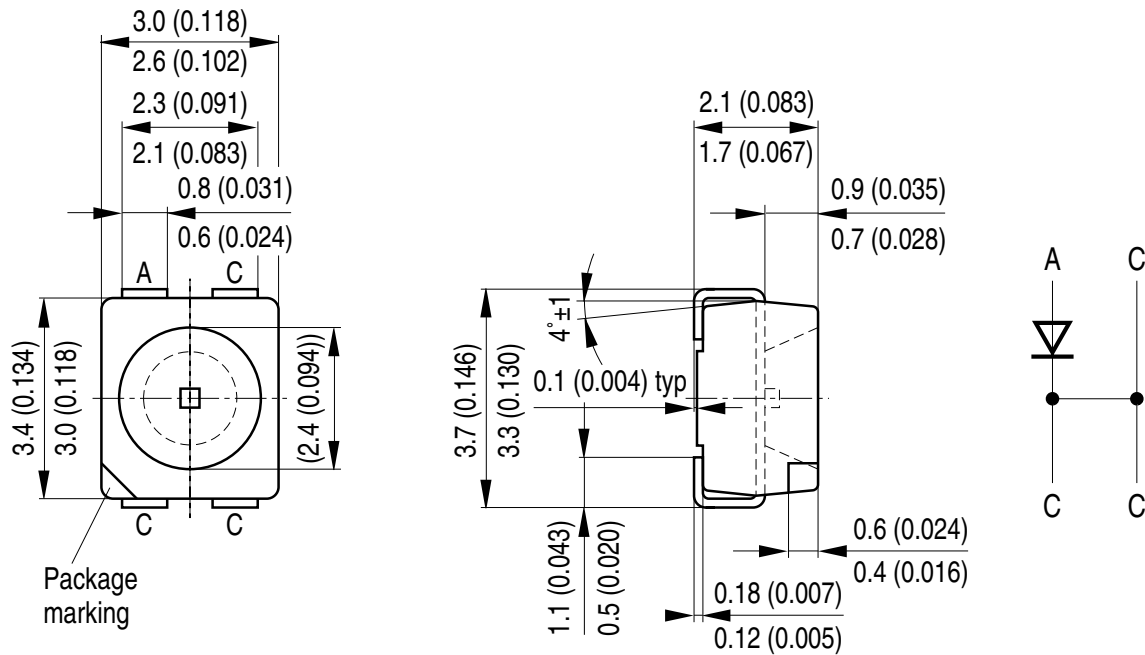 3.0 (0.118)
2.6 (0.102)
2.3 (0.091)
2.1 (0.083)
0.8 (0.031)
0.6 (0.024)
A
C
3.4 (0.134)
3.0 (0.118)
(2.4 (0.094))
C
C
Package
marking
2.1 (0.083)
1.7 (0.067)
0.9 (0.035)
0.7 (0.028)
4°±1
0.1 (0.004) typ
3.7 (0.146)
3.3 (0.130)
1.1 (0.043)
0.5 (0.020)
0.6 (0.024)
0.4 (0.016)
0.18 (0.007)
0.12 (0.005)
A
C
C
C